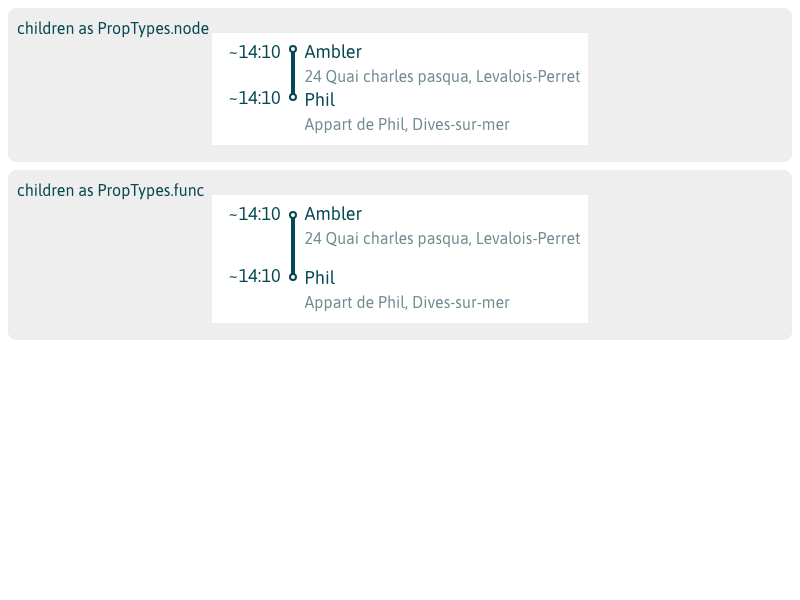 children as PropTypes.node
~14:10 Ambler
24 Quai charles pasqua, Levalois-Perret
~14:10 Phil
Appart de Phil, Dives-sur-mer
children as PropTypes.func
~14:10 Ambler
24 Quai charles pasqua, Levalois-Perret
~14:10 Phil
Appart de Phil, Dives-sur-mer